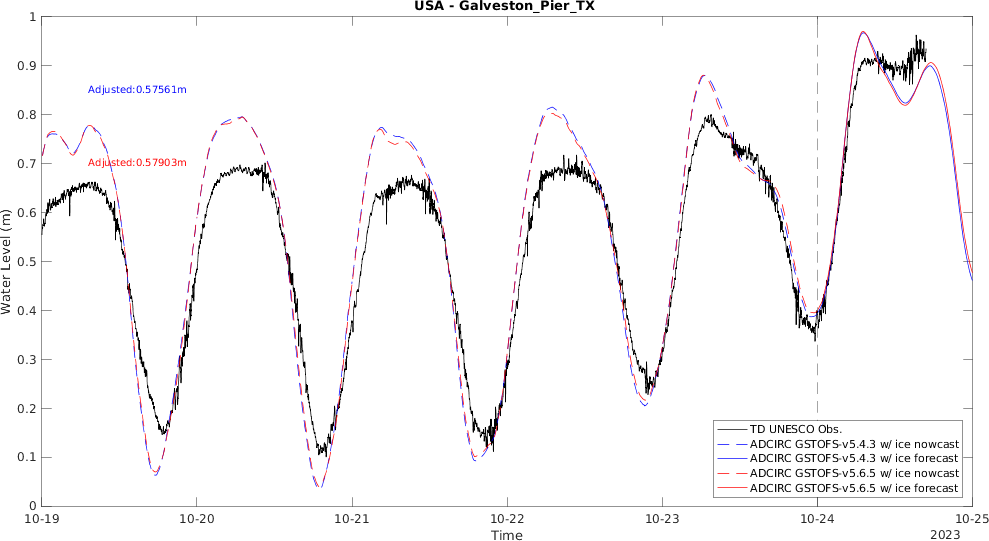 USA - Galveston_Pier_TX
1
0.9
0.8
0.7
0.6
0.5
0.4
0.3
0.2
0.1
0
Water Level (m)
Adjusted:0.57561m
Adjusted:0.57903m
TD UNESCO Obs.
ADCIRC GSTOFS-v5.4.3 w/ ice nowcast
ADCIRC GSTOFS-v5.4.3 w/ ice forecast
ADCIRC GSTOFS-v5.6.5 w/ ice nowcast
ADCIRC GSTOFS-v5.6.5 w/ ice forecast
10-19 10-20 10-21 10-22 10-23 10-24 10-25
Time
2023